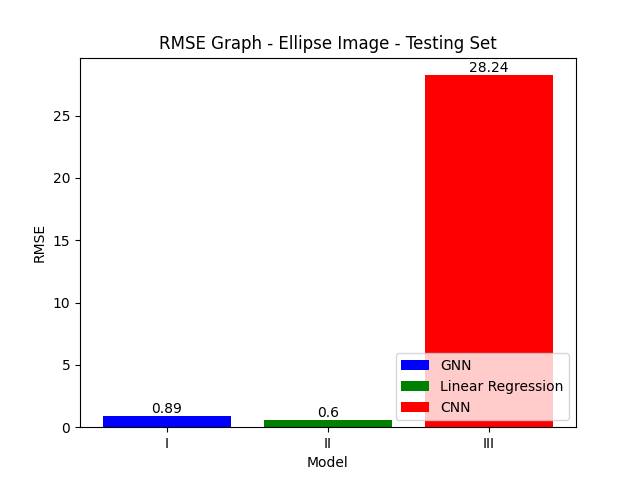 RMSE Graph - Ellipse Image - Testing Set
28.24
25
20
15
10
5
0
RMSE
0.89
0.6
GNN
Linear Regression
CNN
I
II
III
Model